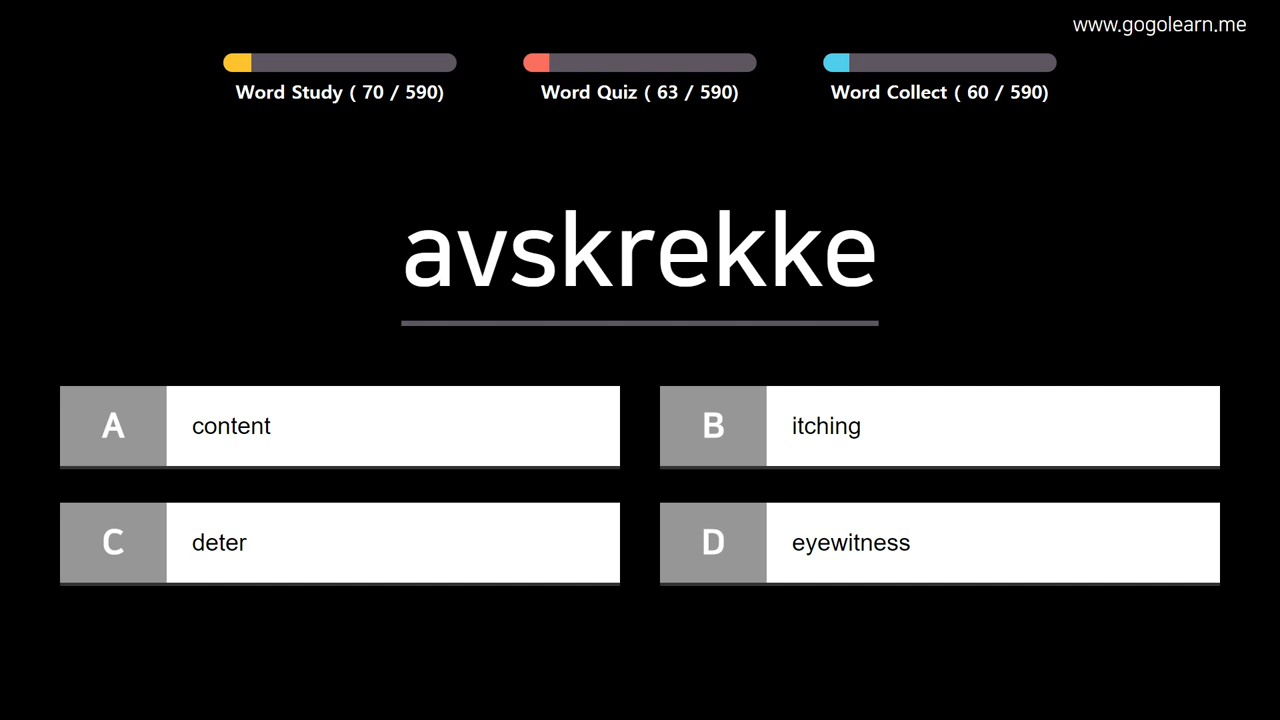 www.gogolearn.me
Word Study ( 70 / 590)
Word Quiz ( 63 / 590)
Word Collect ( 60 / 590)
avskrekke
A content
B itching
C deter
D eyewitness